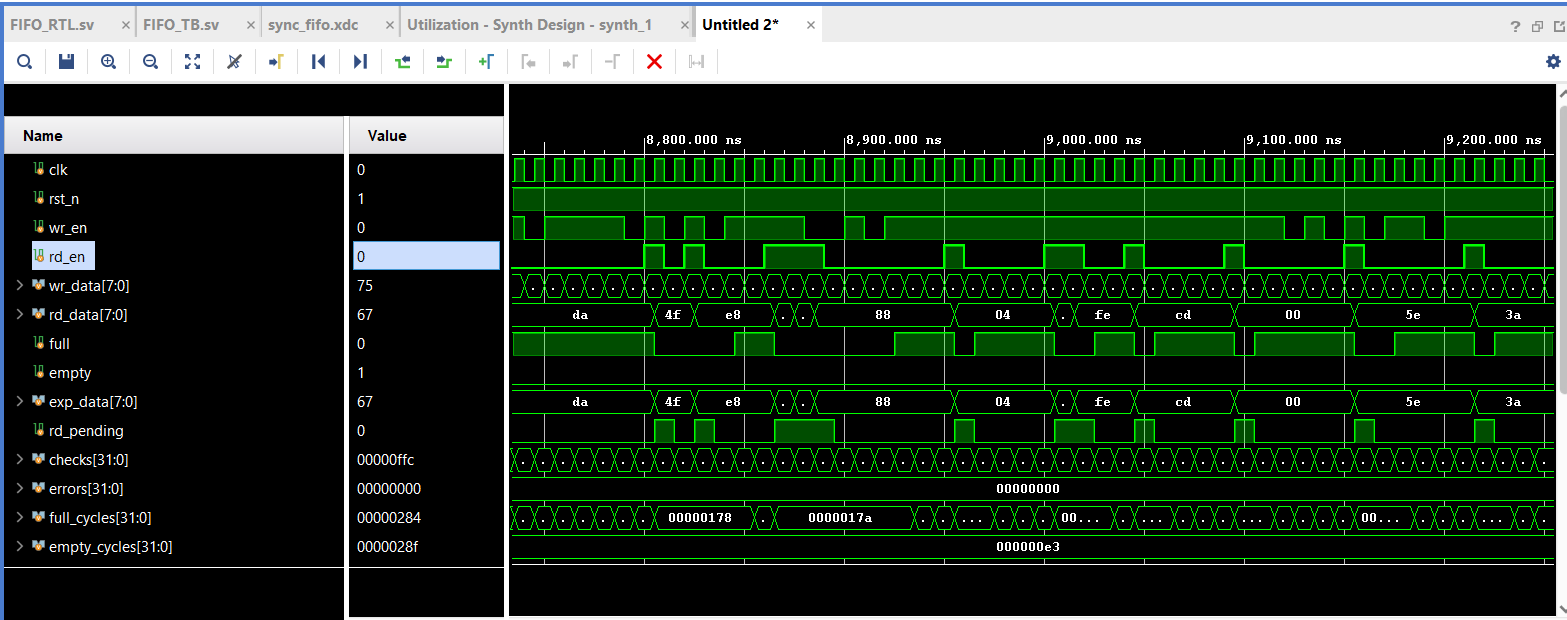 FIFO_RTL.sv × FIFO_TB.sv × sync_fifo.xdc × Utilization - Synth Design - synth_1 × Untitled 2* ×
?
8,800.000 ns 8,900.000 ns 9,000.000 ns 9,100.000 ns 9,200.000 ns
Name Value
clk 0
rst_n 1
wr_en 0
rd_en 0
wr_data[7:0] 75
rd_data[7:0] 67 da 4f e8 . . 88 04 . fe cd 00 5e 3a
full 0
empty 1
exp_data[7:0] 67 da 4f e8 . . 88 04 . fe cd 00 5e 3a
rd_pending 0
checks[31:0] 00000ffc
errors[31:0] 00000000 00000000
full_cycles[31:0] 00000284 00000178 . 0000017a ... 00... ... 00... ...
empty_cycles[31:0] 0000028f 000000e3